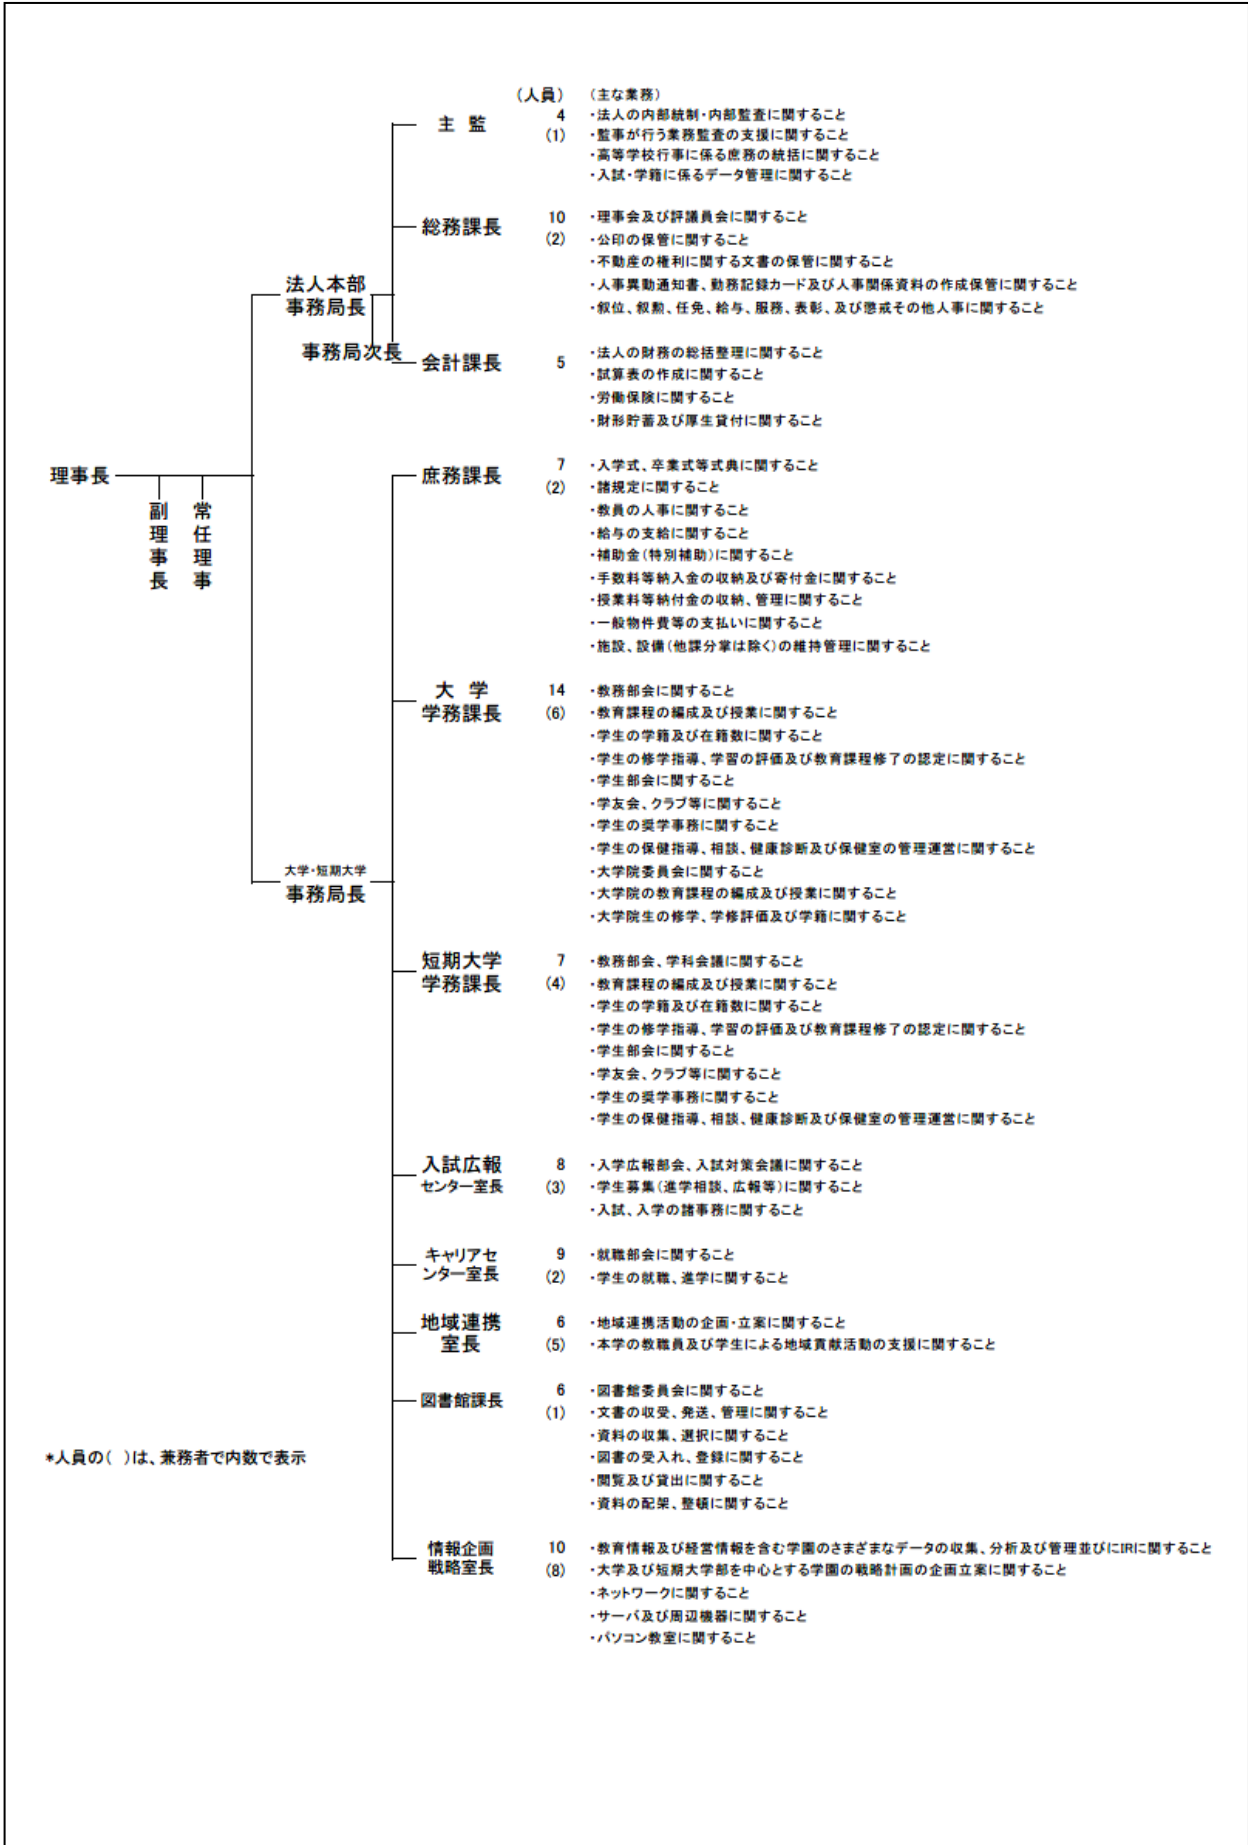 (人員) (主な業務)
主 監 4 ・法人の内部統制・内部監査に関すること
(1) ・監事が行う業務監査の支援に関すること
・高等学校行事に係る庶務の統括に関すること
・入試・学籍に係るデータ管理に関すること
総務課長 10 ・理事会及び評議員会に関すること
(2) ・公印の保管に関すること
・不動産の権利に関する文書の保管に関すること
・人事異動通知書、勤務記録カード及び人事関係資料の作成保管に関すること
・叙位、叙勲、任免、給与、服務、表彰、及び懲戒その他人事に関すること
法人本部
事務局長
事務局次長
会計課長 5 ・法人の財務の総括整理に関すること
・試算表の作成に関すること
・労働保険に関すること
・財形貯蓄及び厚生貸付に関すること
理事長
副理事長
常任理事
庶務課長 7 ・入学式、卒業式等式典に関すること
(2) ・諸規定に関すること
・教員の人事に関すること
・給与の支給に関すること
・補助金(特別補助)に関すること
・手数料等納入金の収納及び寄付金に関すること
・授業料等納付金の収納、管理に関すること
・一般物件費等の支払いに関すること
・施設、設備(他課分掌は除く)の維持管理に関すること
大 学 14 ・教務部会に関すること
学務課長 (6) ・教育課程の編成及び授業に関すること
・学生の学籍及び在籍数に関すること
・学生の修学指導、学習の評価及び教育課程修了の認定に関すること
・学生部会に関すること
・学友会、クラブ等に関すること
・学生の奨学事務に関すること
・学生の保健指導、相談、健康診断及び保健室の管理運営に関すること
・大学院委員会に関すること
・大学院の教育課程の編成及び授業に関すること
・大学院生の修学、学修評価及び学籍に関すること
大学・短期大学
事務局長
短期大学 7 ・教務部会、学科会議に関すること
学務課長 (4) ・教育課程の編成及び授業に関すること
・学生の学籍及び在籍数に関すること
・学生の修学指導、学習の評価及び教育課程修了の認定に関すること
・学生部会に関すること
・学友会、クラブ等に関すること
・学生の奨学事務に関すること
・学生の保健指導、相談、健康診断及び保健室の管理運営に関すること
入試広報 8 ・入学広報部会、入試対策会議に関すること
センター室長 (3) ・学生募集(進学相談、広報等)に関すること
・入試、入学の諸事務に関すること
キャリアセ 9 ・就職部会に関すること
ンター室長 (2) ・学生の就職、進学に関すること
地域連携 6 ・地域連携活動の企画・立案に関すること
室長 (5) ・本学の教職員及び学生による地域貢献活動の支援に関すること
図書館課長 6 ・図書館委員会に関すること
(1) ・文書の収受、発送、管理に関すること
・資料の収集、選択に関すること
・図書の受入れ、登録に関すること
・閲覧及び貸出に関すること
・資料の配架、整頓に関すること
*人員の( )は、兼務者で内数で表示
情報企画 10 ・教育情報及び経営情報を含む学園のさまざまなデータの収集、分析及び管理並びにIRに関すること
戦略室長 (8) ・大学及び短期大学部を中心とする学園の戦略計画の企画立案に関すること
・ネットワークに関すること
・サーバ及び周辺機器に関すること
・パソコン教室に関すること